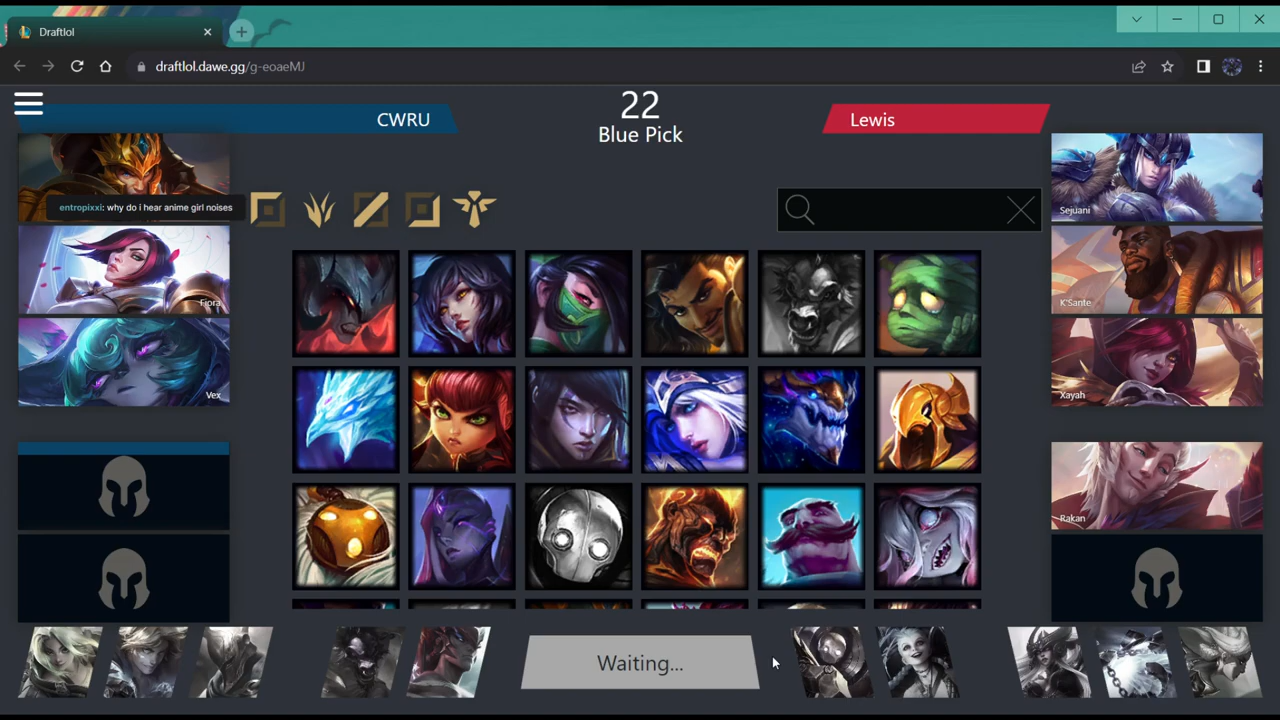 Draftlol
draftlol.dawe.gg/g-eoaeMJ
CWRU
22
Blue Pick
Lewis
entropixxi: why do i hear anime girl noises
Fiora
Vex
Sejuani
K'Sante
Xayah
Rakan
Waiting...